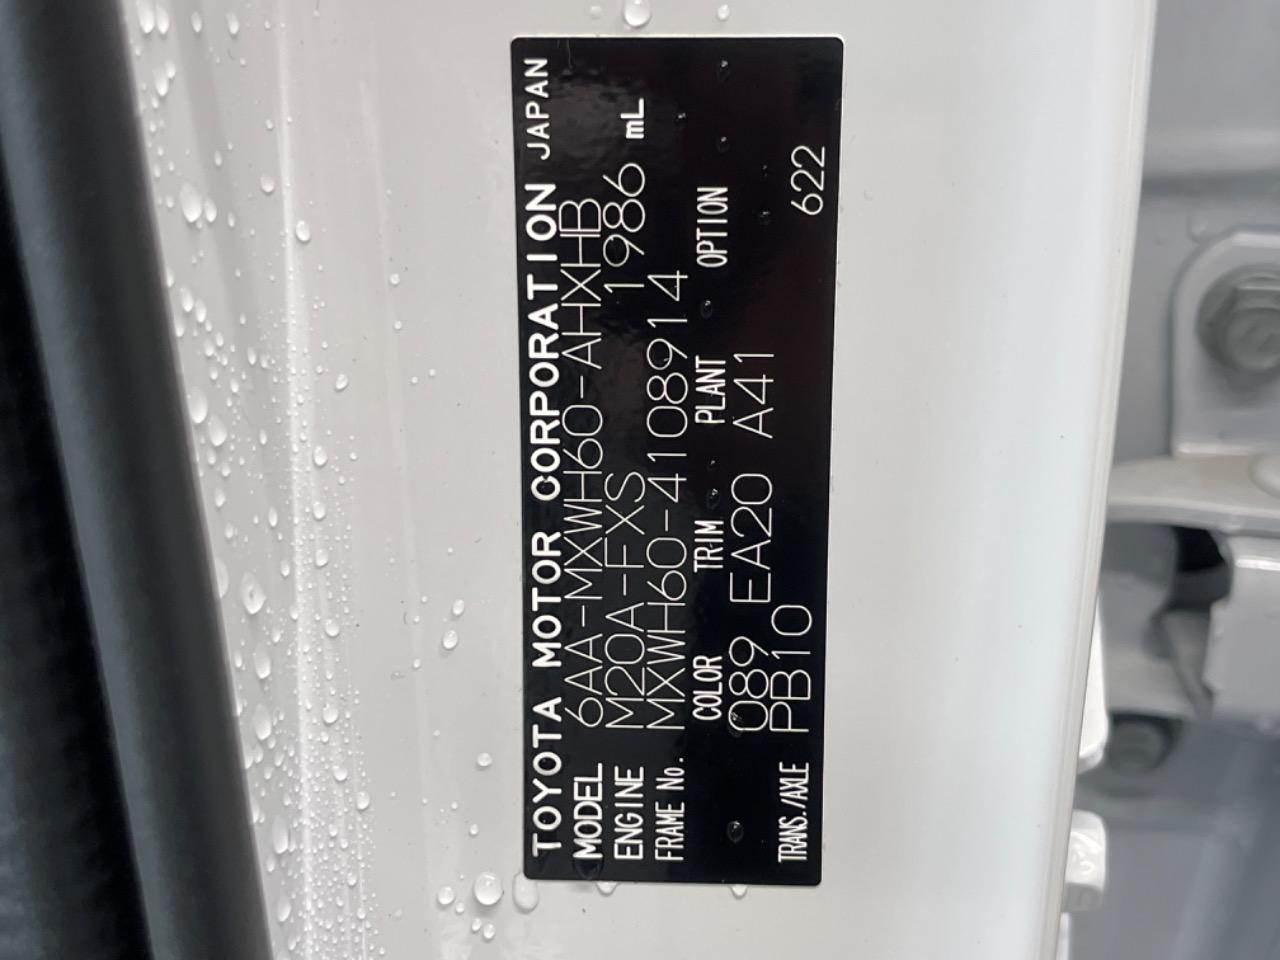 TOYOTA MOTOR CORPORATION JAPAN
MODEL 6AA-MXWH60-AHXHB
ENGINE M20A-FXS 1986 mL
FRAME No. MXWH60-4108914
COLOR TRIM PLANT OPTION
089 EA20 A41
TRANS./AXLE PB10 622